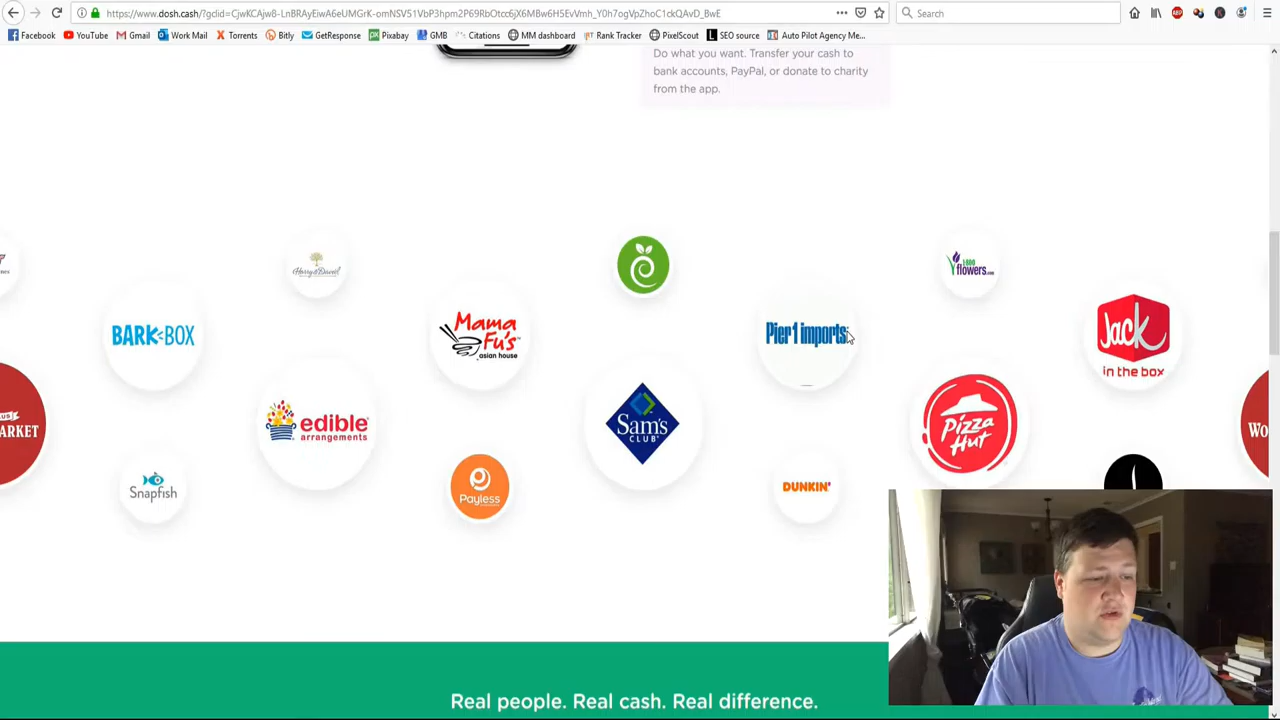 https://www.dosh.cash/?gclid=CjwKCAjw8-LnBRAyEiwA6eUMGrK-omNSV51VbP3hpm2P69RbOtcc6jX6MBw6H5EvVmh_Y0h7ogVpZhoC1ckQAvD_BwE
Search
Facebook YouTube Gmail Work Mail Torrents Bitly GetResponse Pixabay GMB Citations MM dashboard Rank Tracker PixelScout SEO source Auto Pilot Agency Me...
Do what you want. Transfer your cash to
bank accounts, PayPal, or donate to charity
from the app.
Harry & David
1800
flowers.com
BARKBOX
Mama
Fu's
asian house
Pier 1 imports
Jack
in the box
ARKET
edible
arrangements
Sam's
CLUB
Pizza
Hut
WO
Snapfish
Payless
DUNKIN'
Real people. Real cash. Real difference.